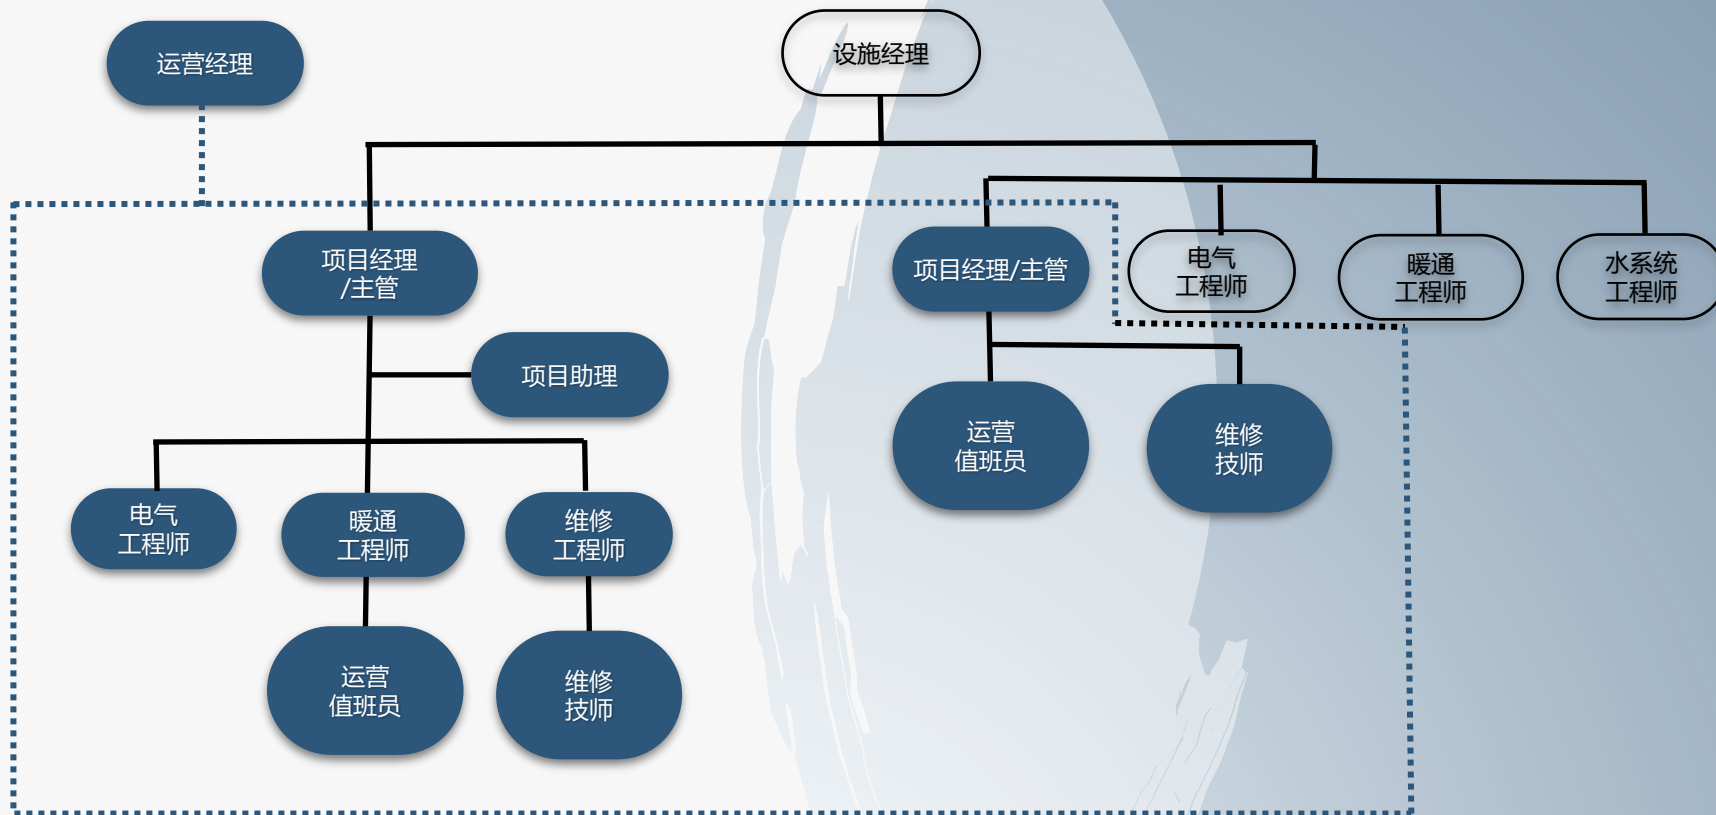 运营经理
设施经理
项目经理
/主管
项目经理/主管
电气
工程师
暖通
工程师
水系统
工程师
项目助理
运营
值班员
维修
技师
电气
工程师
暖通
工程师
维修
工程师
运营
值班员
维修
技师